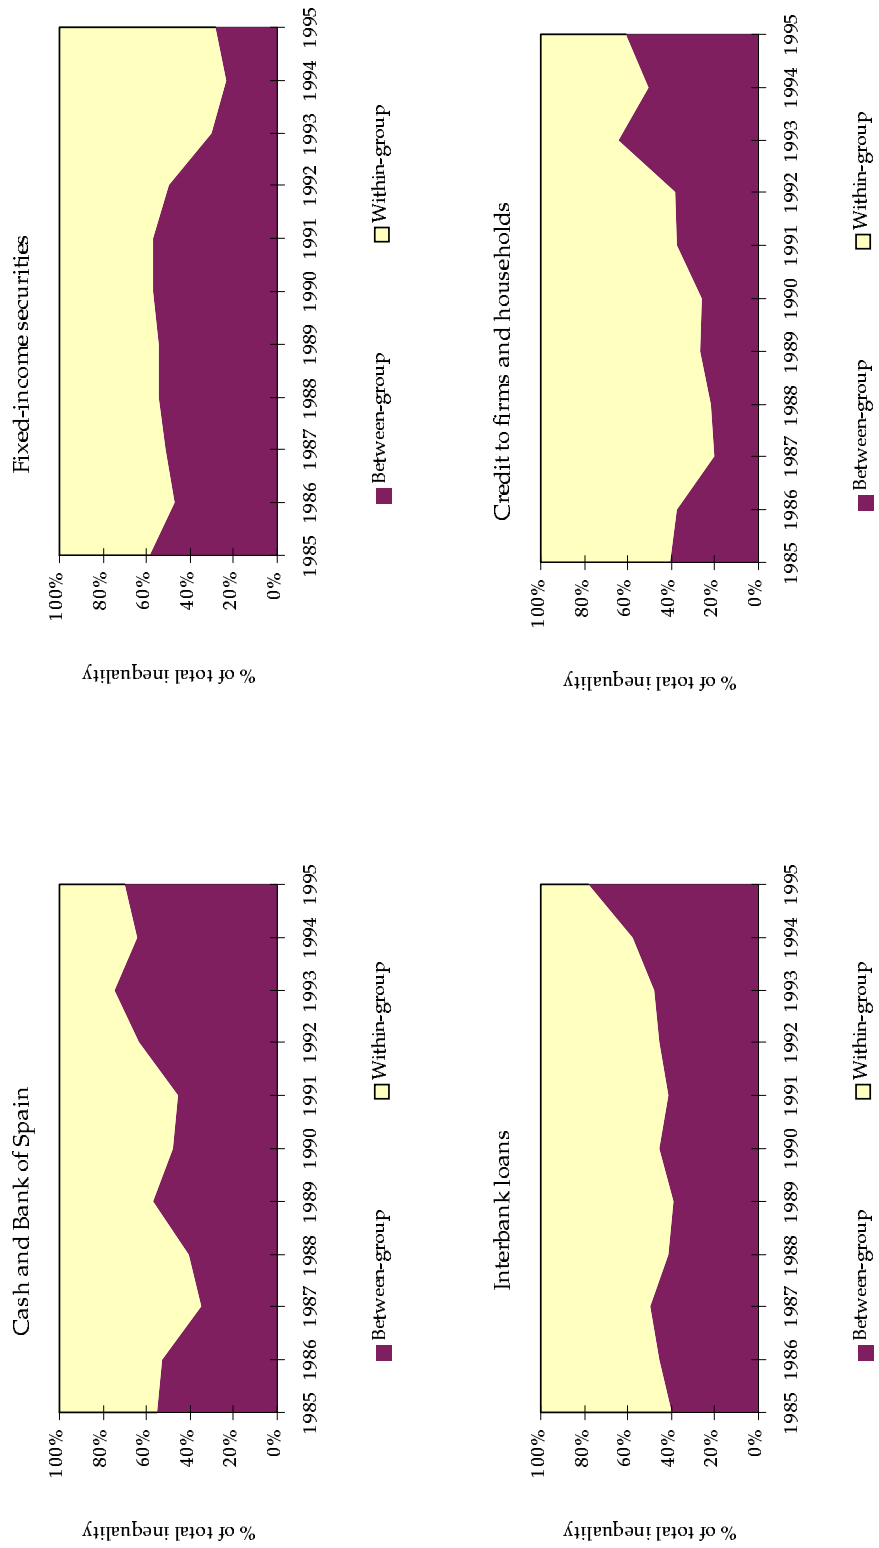 Cash and Bank of Spain
% of total inequality
100%
80%
60%
40%
20%
0%
1985 1986 1987 1988 1989 1990 1991 1992 1993 1994 1995
Between-group Within-group
Fixed-income securities
% of total inequality
100%
80%
60%
40%
20%
0%
1985 1986 1987 1988 1989 1990 1991 1992 1993 1994 1995
Between-group Within-group
Interbank loans
% of total inequality
100%
80%
60%
40%
20%
0%
1985 1986 1987 1988 1989 1990 1991 1992 1993 1994 1995
Between-group Within-group
Credit to firms and households
% of total inequality
100%
80%
60%
40%
20%
0%
1985 1986 1987 1988 1989 1990 1991 1992 1993 1994 1995
Between-group Within-group